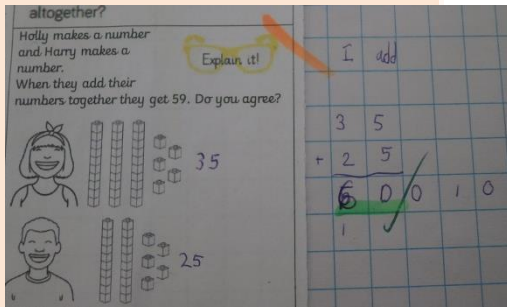 altogether?
Holly makes a number
and Harry makes a
number.
When they add their
numbers together they get 59. Do you agree?
Explain it!
35
25
I add
3 5
+ 2 5
6 0 0 1 0
1